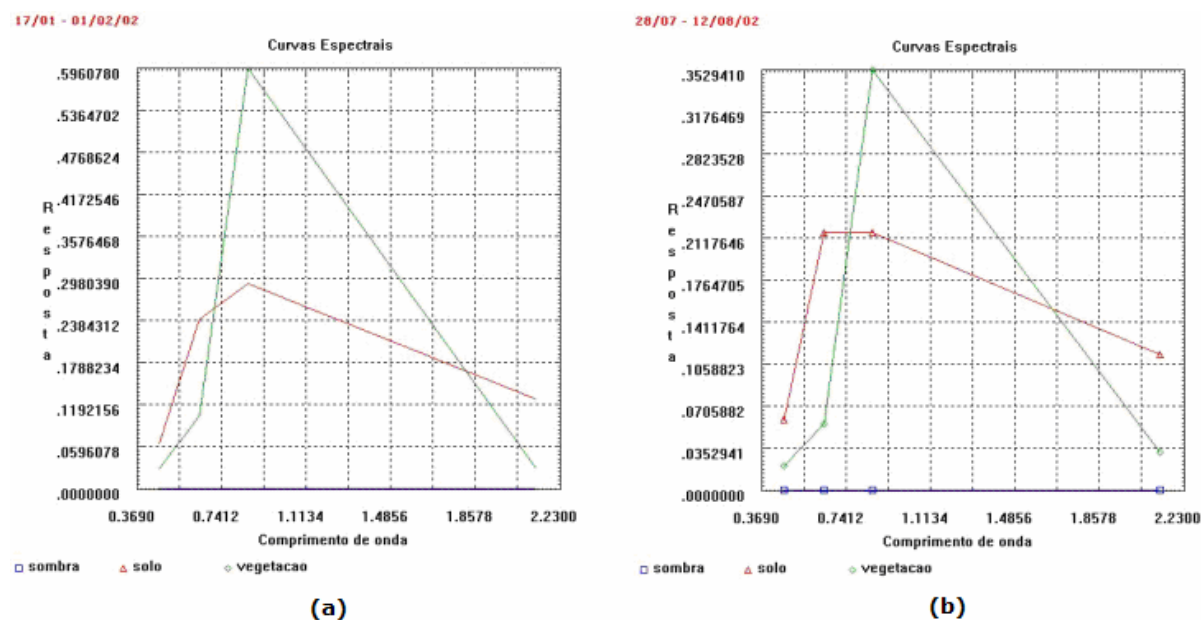 17/01 - 01/02/02
Curvas Espectrais
.5960780
.5364702
.4768624
.4172546
.3576468
.2980390
.2384312
.1788234
.1192156
.0596078
.0000000
Resposta
0.3690 0.7412 1.1134 1.4856 1.8578 2.2300
Comprimento de onda
sombra solo vegetacao
(a)
28/07 - 12/08/02
Curvas Espectrais
.3529410
.3176469
.2823528
.2470587
.2117646
.1764705
.1411764
.1058823
.0705882
.0352941
.0000000
Resposta
0.3690 0.7412 1.1134 1.4856 1.8578 2.2300
Comprimento de onda
sombra solo vegetacao
(b)